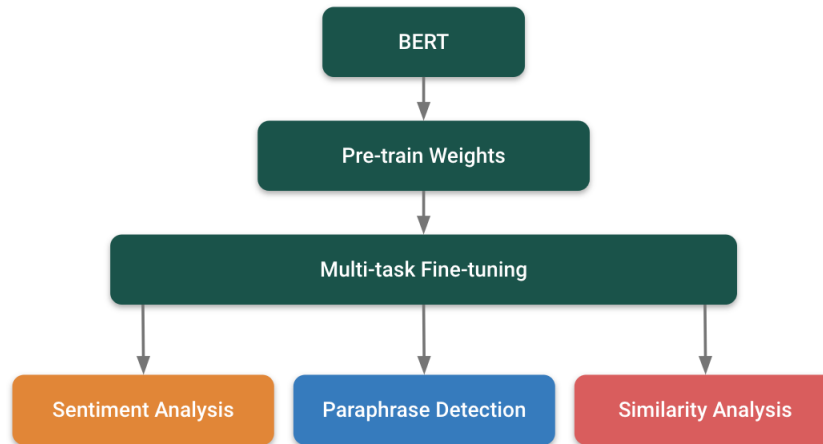 BERT
Pre-train Weights
Multi-task Fine-tuning
Sentiment Analysis
Paraphrase Detection
Similarity Analysis